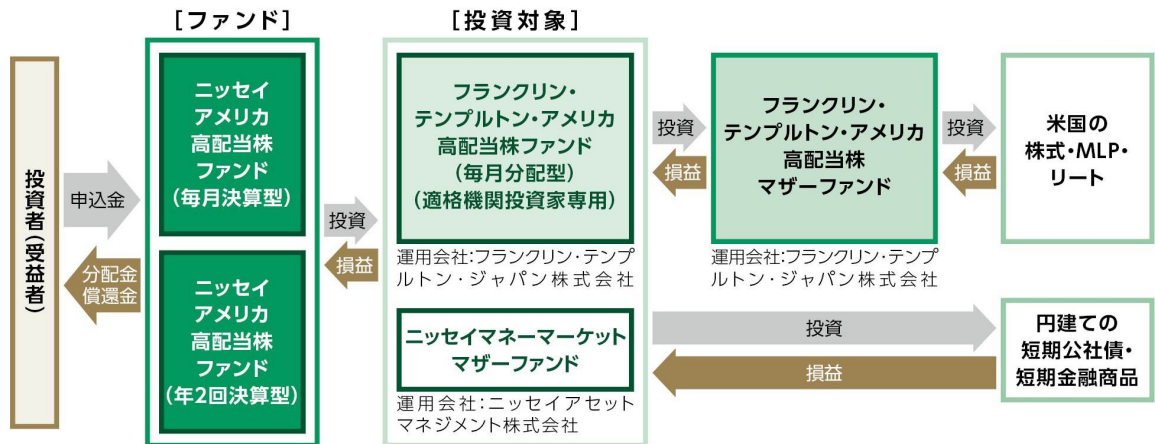 [ファンド]
[投資対象]
投資者(受益者)
申込金
分配金
償還金
ニッセイ
アメリカ
高配当株
ファンド
(毎月決算型)
ニッセイ
アメリカ
高配当株
ファンド
(年2回決算型)
投資
損益
フランクリン・
テンプルトン・アメリカ
高配当株ファンド
(毎月分配型)
(適格機関投資家専用)
運用会社:フランクリン・テンプ
ルトン・ジャパン株式会社
投資
損益
フランクリン・
テンプルトン・アメリカ
高配当株
マザーファンド
運用会社:フランクリン・テンプ
ルトン・ジャパン株式会社
投資
損益
米国の
株式・MLP・
リート
ニッセイマネーマーケット
マザーファンド
運用会社:ニッセイアセット
マネジメント株式会社
投資
損益
円建ての
短期公社債・
短期金融商品